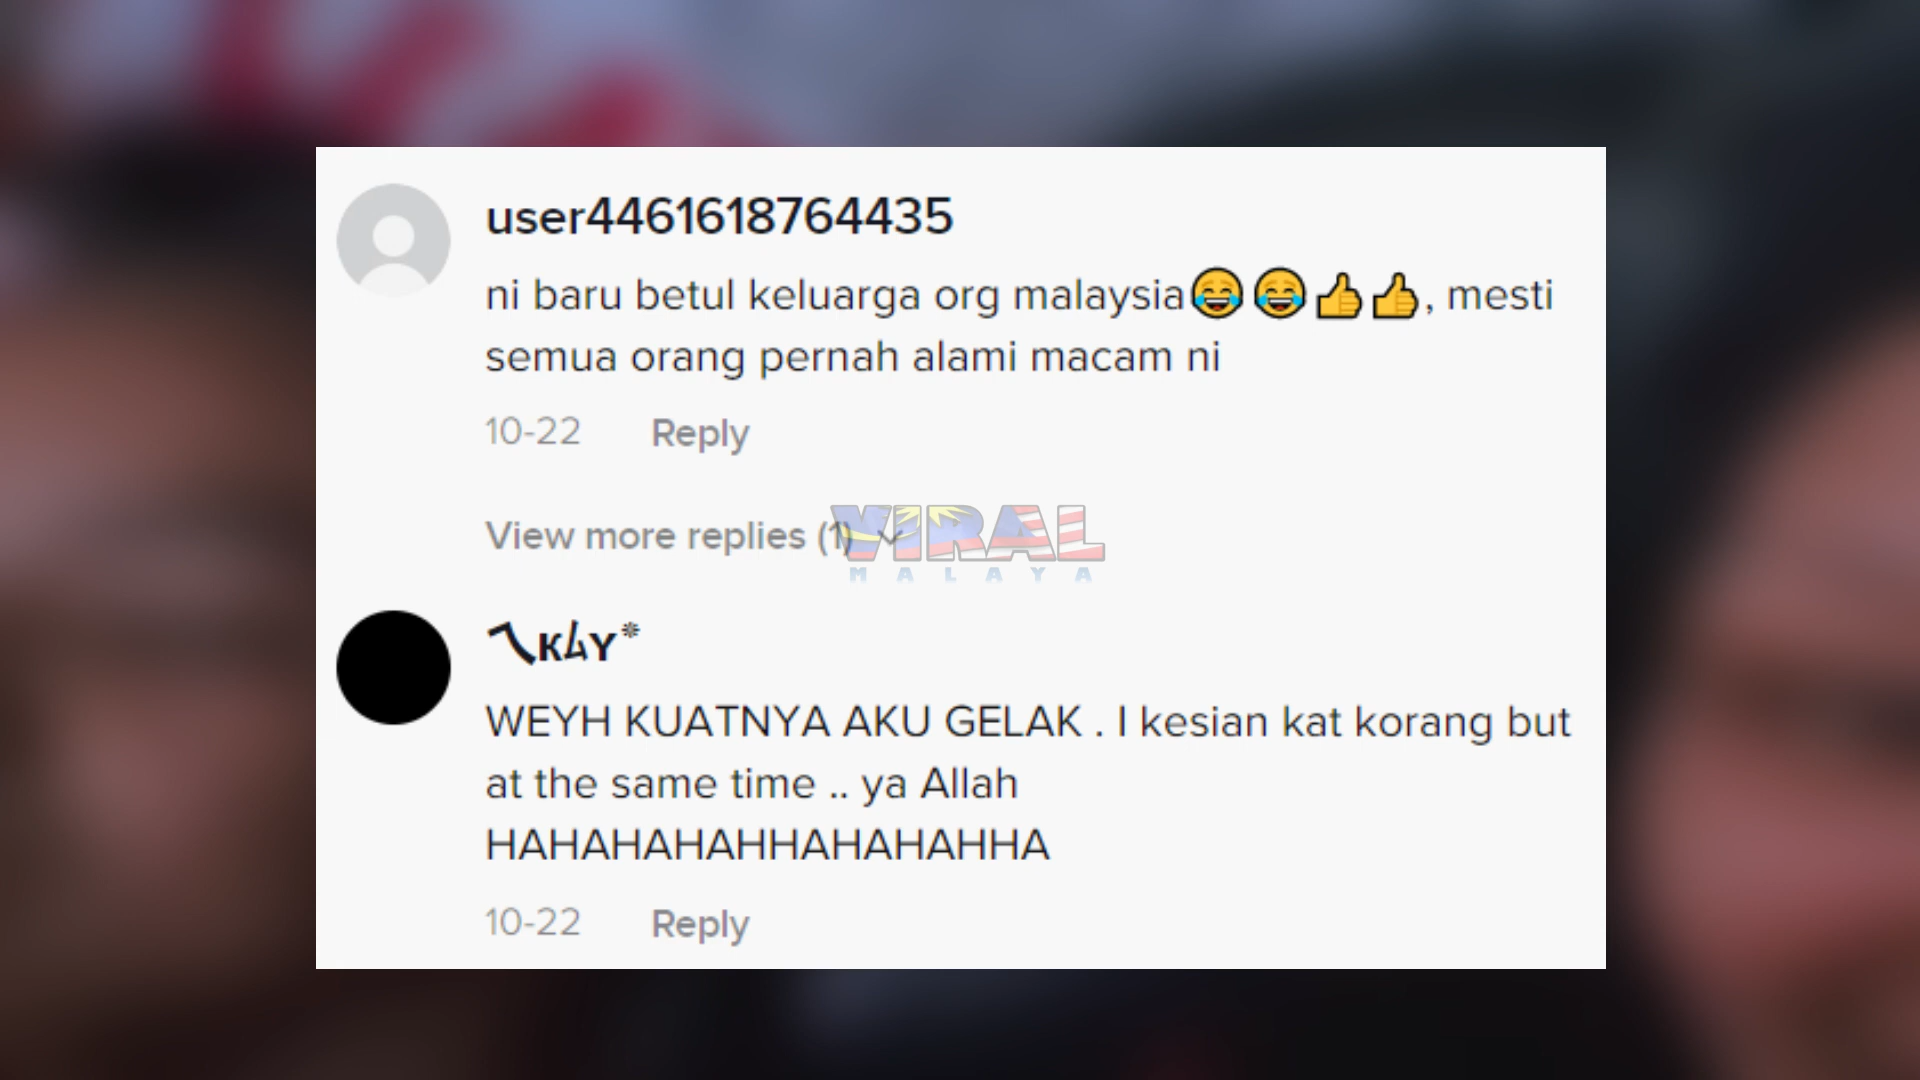 user4461618764435
ni baru betul keluarga org malaysia😂😂👍👍, mesti
semua orang pernah alami macam ni
10-22 Reply
View more replies (1)
VIRAL
MALAYA
WEYH KUATNYA AKU GELAK . I kesian kat korang but
at the same time .. ya Allah
HAHAHAHAHHAHAHAHHA
10-22 Reply